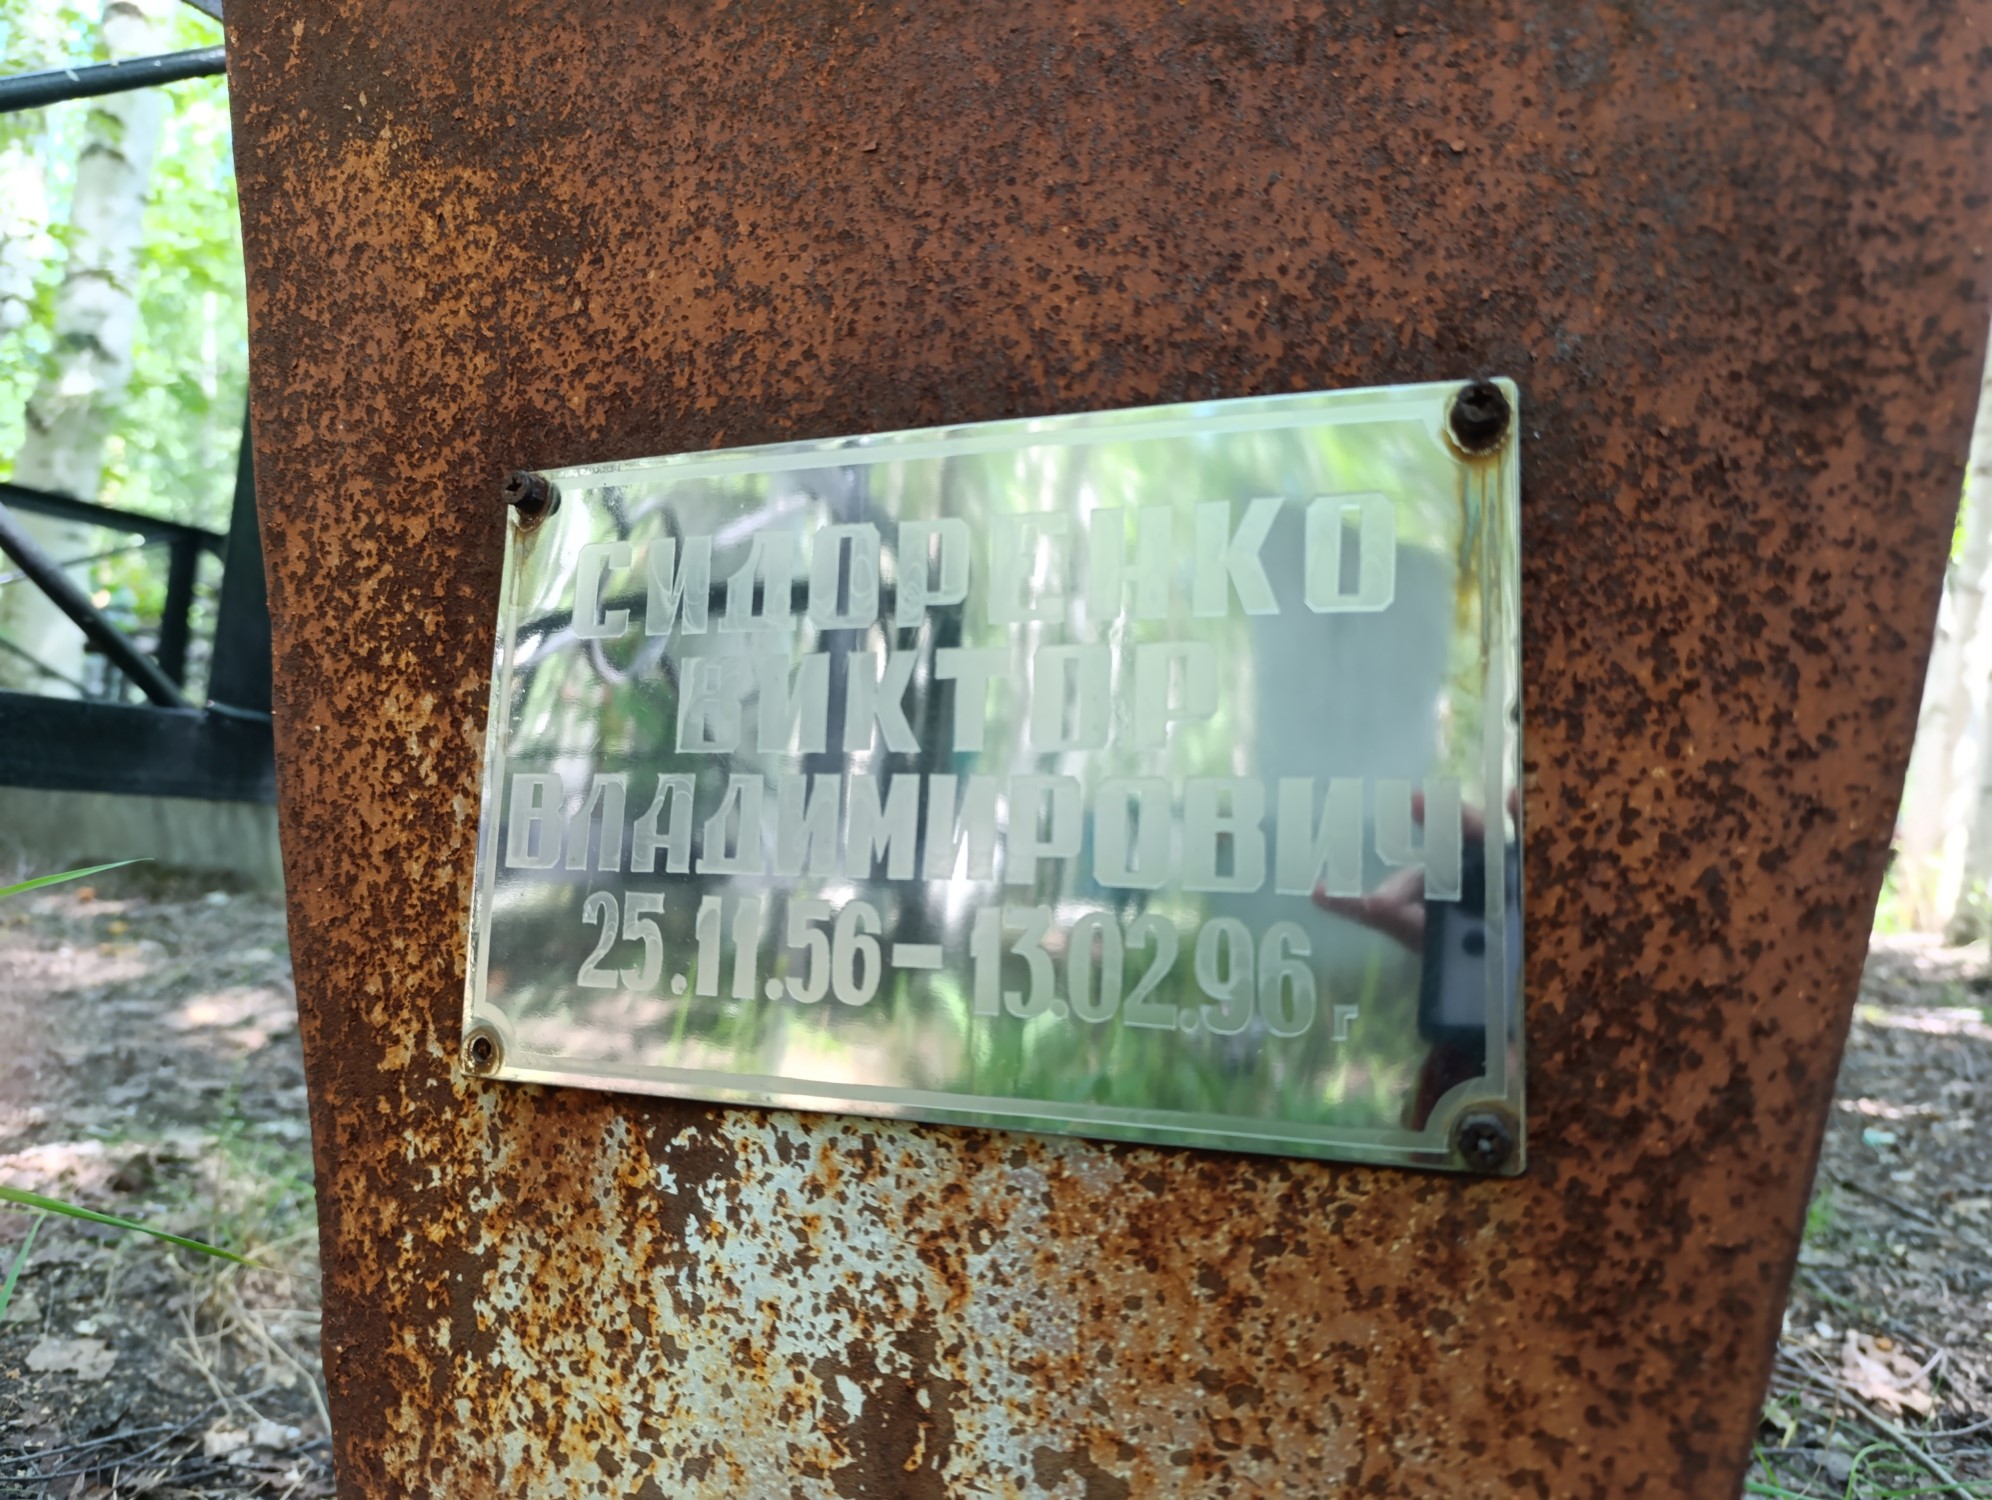 СИДОРЕНКО
ВИКТОР
ВЛАДИМИРОВИЧ
25.11.56 – 13.02.96 г